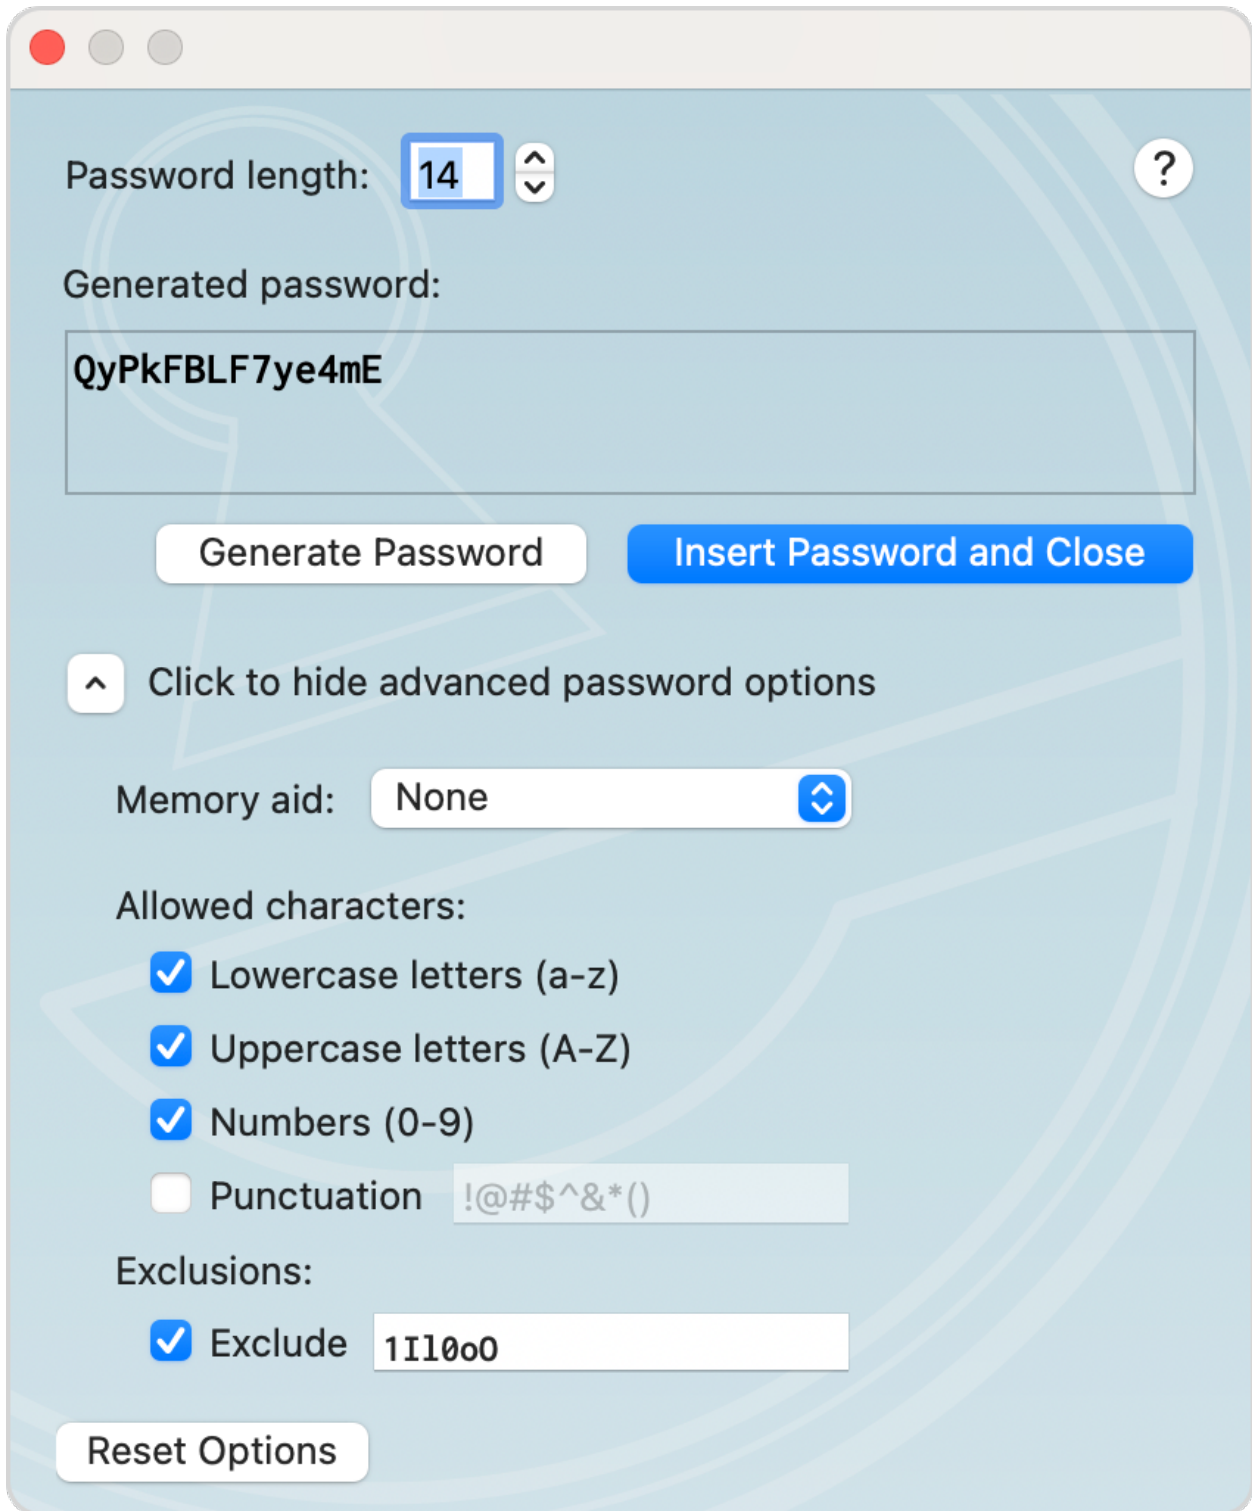 Password length: 14
?
Generated password:
QyPkFBLF7ye4mE
Generate Password Insert Password and Close
Click to hide advanced password options
Memory aid: None
Allowed characters:
Lowercase letters (a-z)
Uppercase letters (A-Z)
Numbers (0-9)
Punctuation !@#$^&*()
Exclusions:
Exclude 1Il0oO
Reset Options